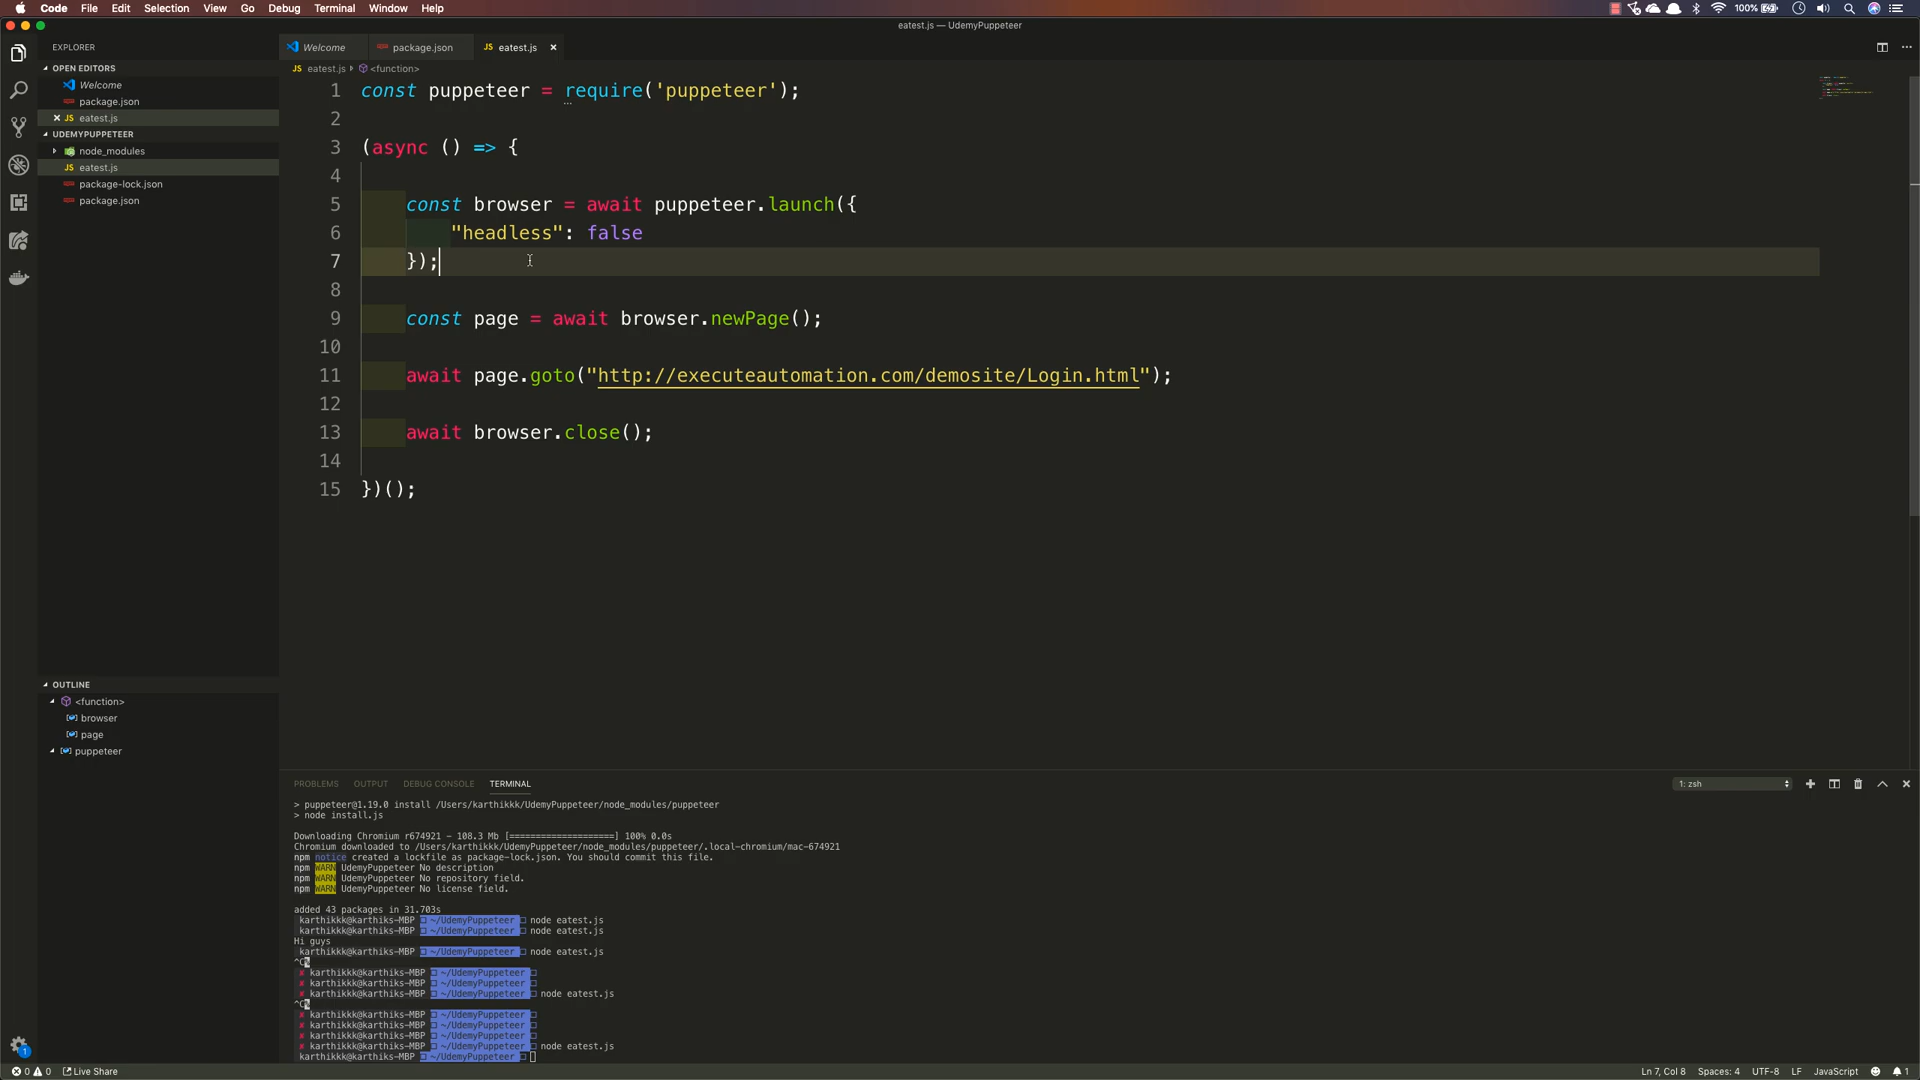 Code File Edit Selection View Go Debug Terminal Window Help 100%
eatest.js — UdemyPuppeteer
EXPLORER
OPEN EDITORS
Welcome
package.json
JS eatest.js
UDEMYPUPPETEER
node_modules
JS eatest.js
package-lock.json
package.json
OUTLINE
<function>
browser
page
puppeteer
Welcome package.json JS eatest.js
JS eatest.js <function>
1 const puppeteer = require('puppeteer');
2
3 (async () => {
4
5 const browser = await puppeteer.launch({
6 "headless": false
7 });
8
9 const page = await browser.newPage();
10
11 await page.goto("http://executeautomation.com/demosite/Login.html");
12
13 await browser.close();
14
15 })();
PROBLEMS OUTPUT DEBUG CONSOLE TERMINAL 1: zsh
> puppeteer@1.19.0 install /Users/karthikkk/UdemyPuppeteer/node_modules/puppeteer
> node install.js
Downloading Chromium r674921 - 108.3 Mb [====================] 100% 0.0s
Chromium downloaded to /Users/karthikkk/UdemyPuppeteer/node_modules/puppeteer/.local-chromium/mac-674921
npm notice created a lockfile as package-lock.json. You should commit this file.
npm WARN UdemyPuppeteer No description
npm WARN UdemyPuppeteer No repository field.
npm WARN UdemyPuppeteer No license field.
added 43 packages in 31.703s
karthikkk@karthiks-MBP ~/UdemyPuppeteer node eatest.js
karthikkk@karthiks-MBP ~/UdemyPuppeteer node eatest.js
Hi guys
karthikkk@karthiks-MBP ~/UdemyPuppeteer node eatest.js
^C%
✘ karthikkk@karthiks-MBP ~/UdemyPuppeteer
✘ karthikkk@karthiks-MBP ~/UdemyPuppeteer
✘ karthikkk@karthiks-MBP ~/UdemyPuppeteer node eatest.js
^C%
✘ karthikkk@karthiks-MBP ~/UdemyPuppeteer
✘ karthikkk@karthiks-MBP ~/UdemyPuppeteer
✘ karthikkk@karthiks-MBP ~/UdemyPuppeteer
✘ karthikkk@karthiks-MBP ~/UdemyPuppeteer node eatest.js
karthikkk@karthiks-MBP ~/UdemyPuppeteer
1
0 0 Live Share Ln 7, Col 8 Spaces: 4 UTF-8 LF JavaScript 1